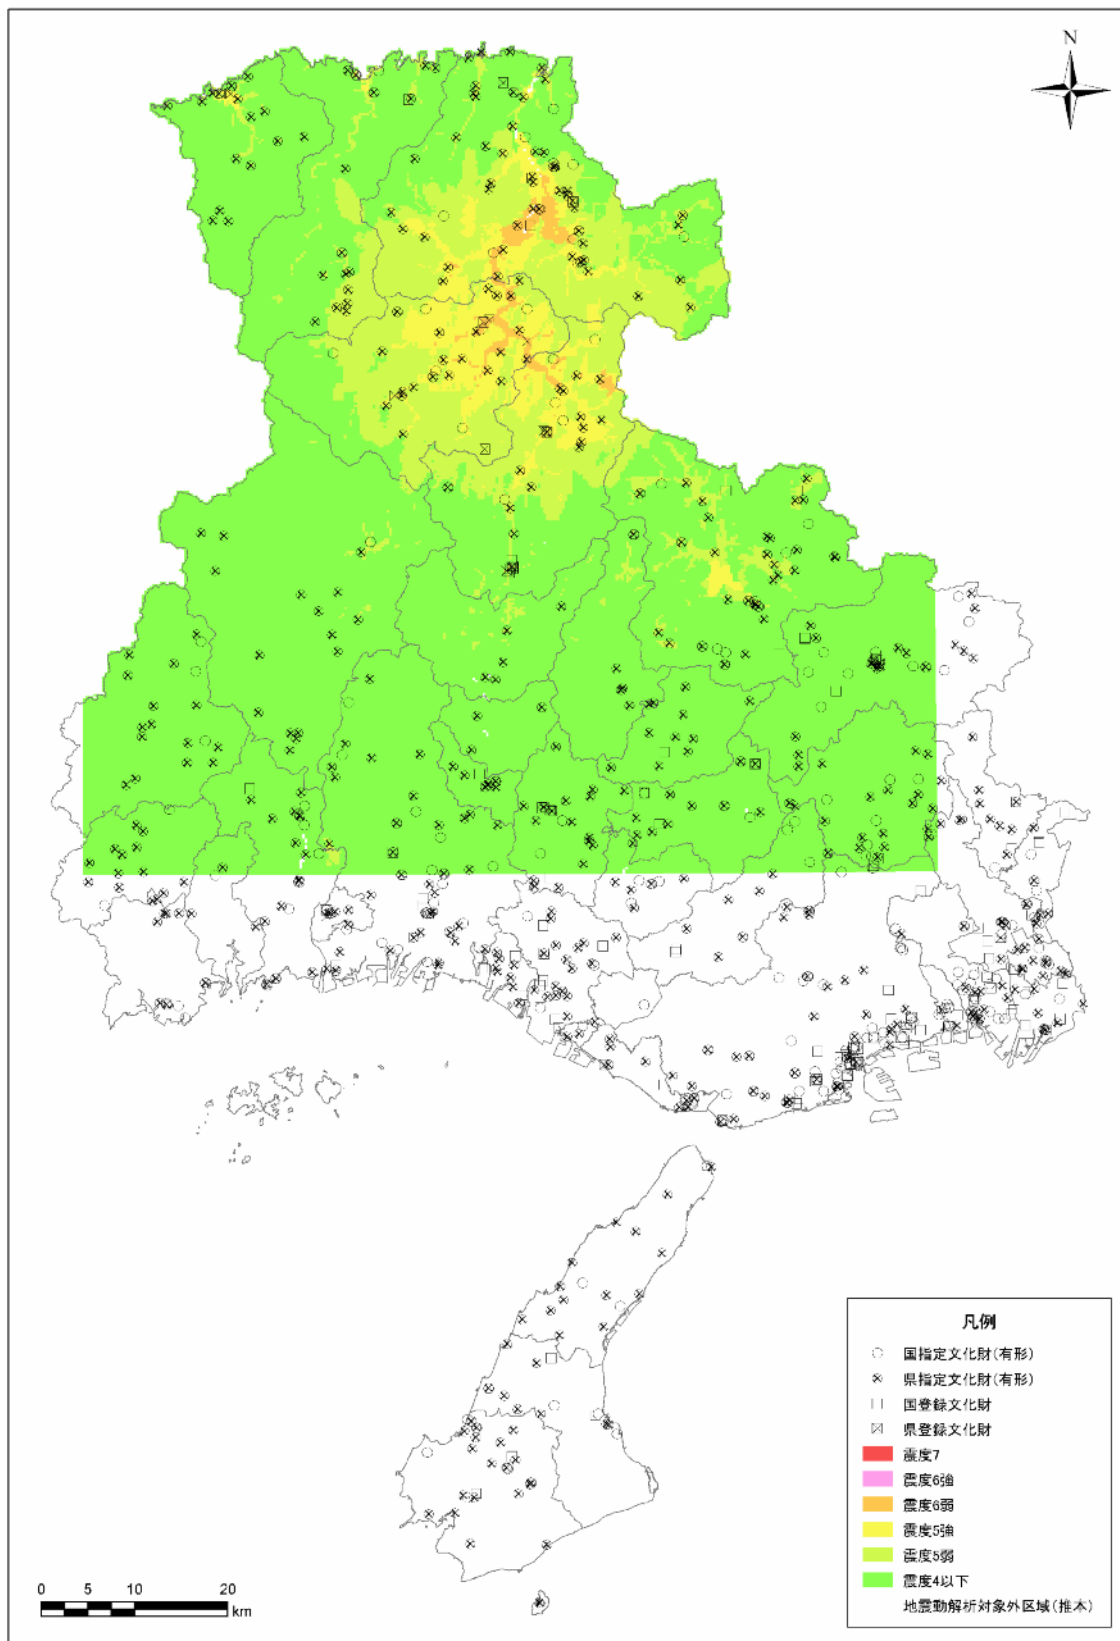 N
凡例
国指定文化財(有形)
県指定文化財(有形)
国登録文化財
県登録文化財
震度7
震度6強
震度6弱
震度5強
震度5弱
震度4以下
地震動解析対象外区域(推本)
0 5 10 20
km